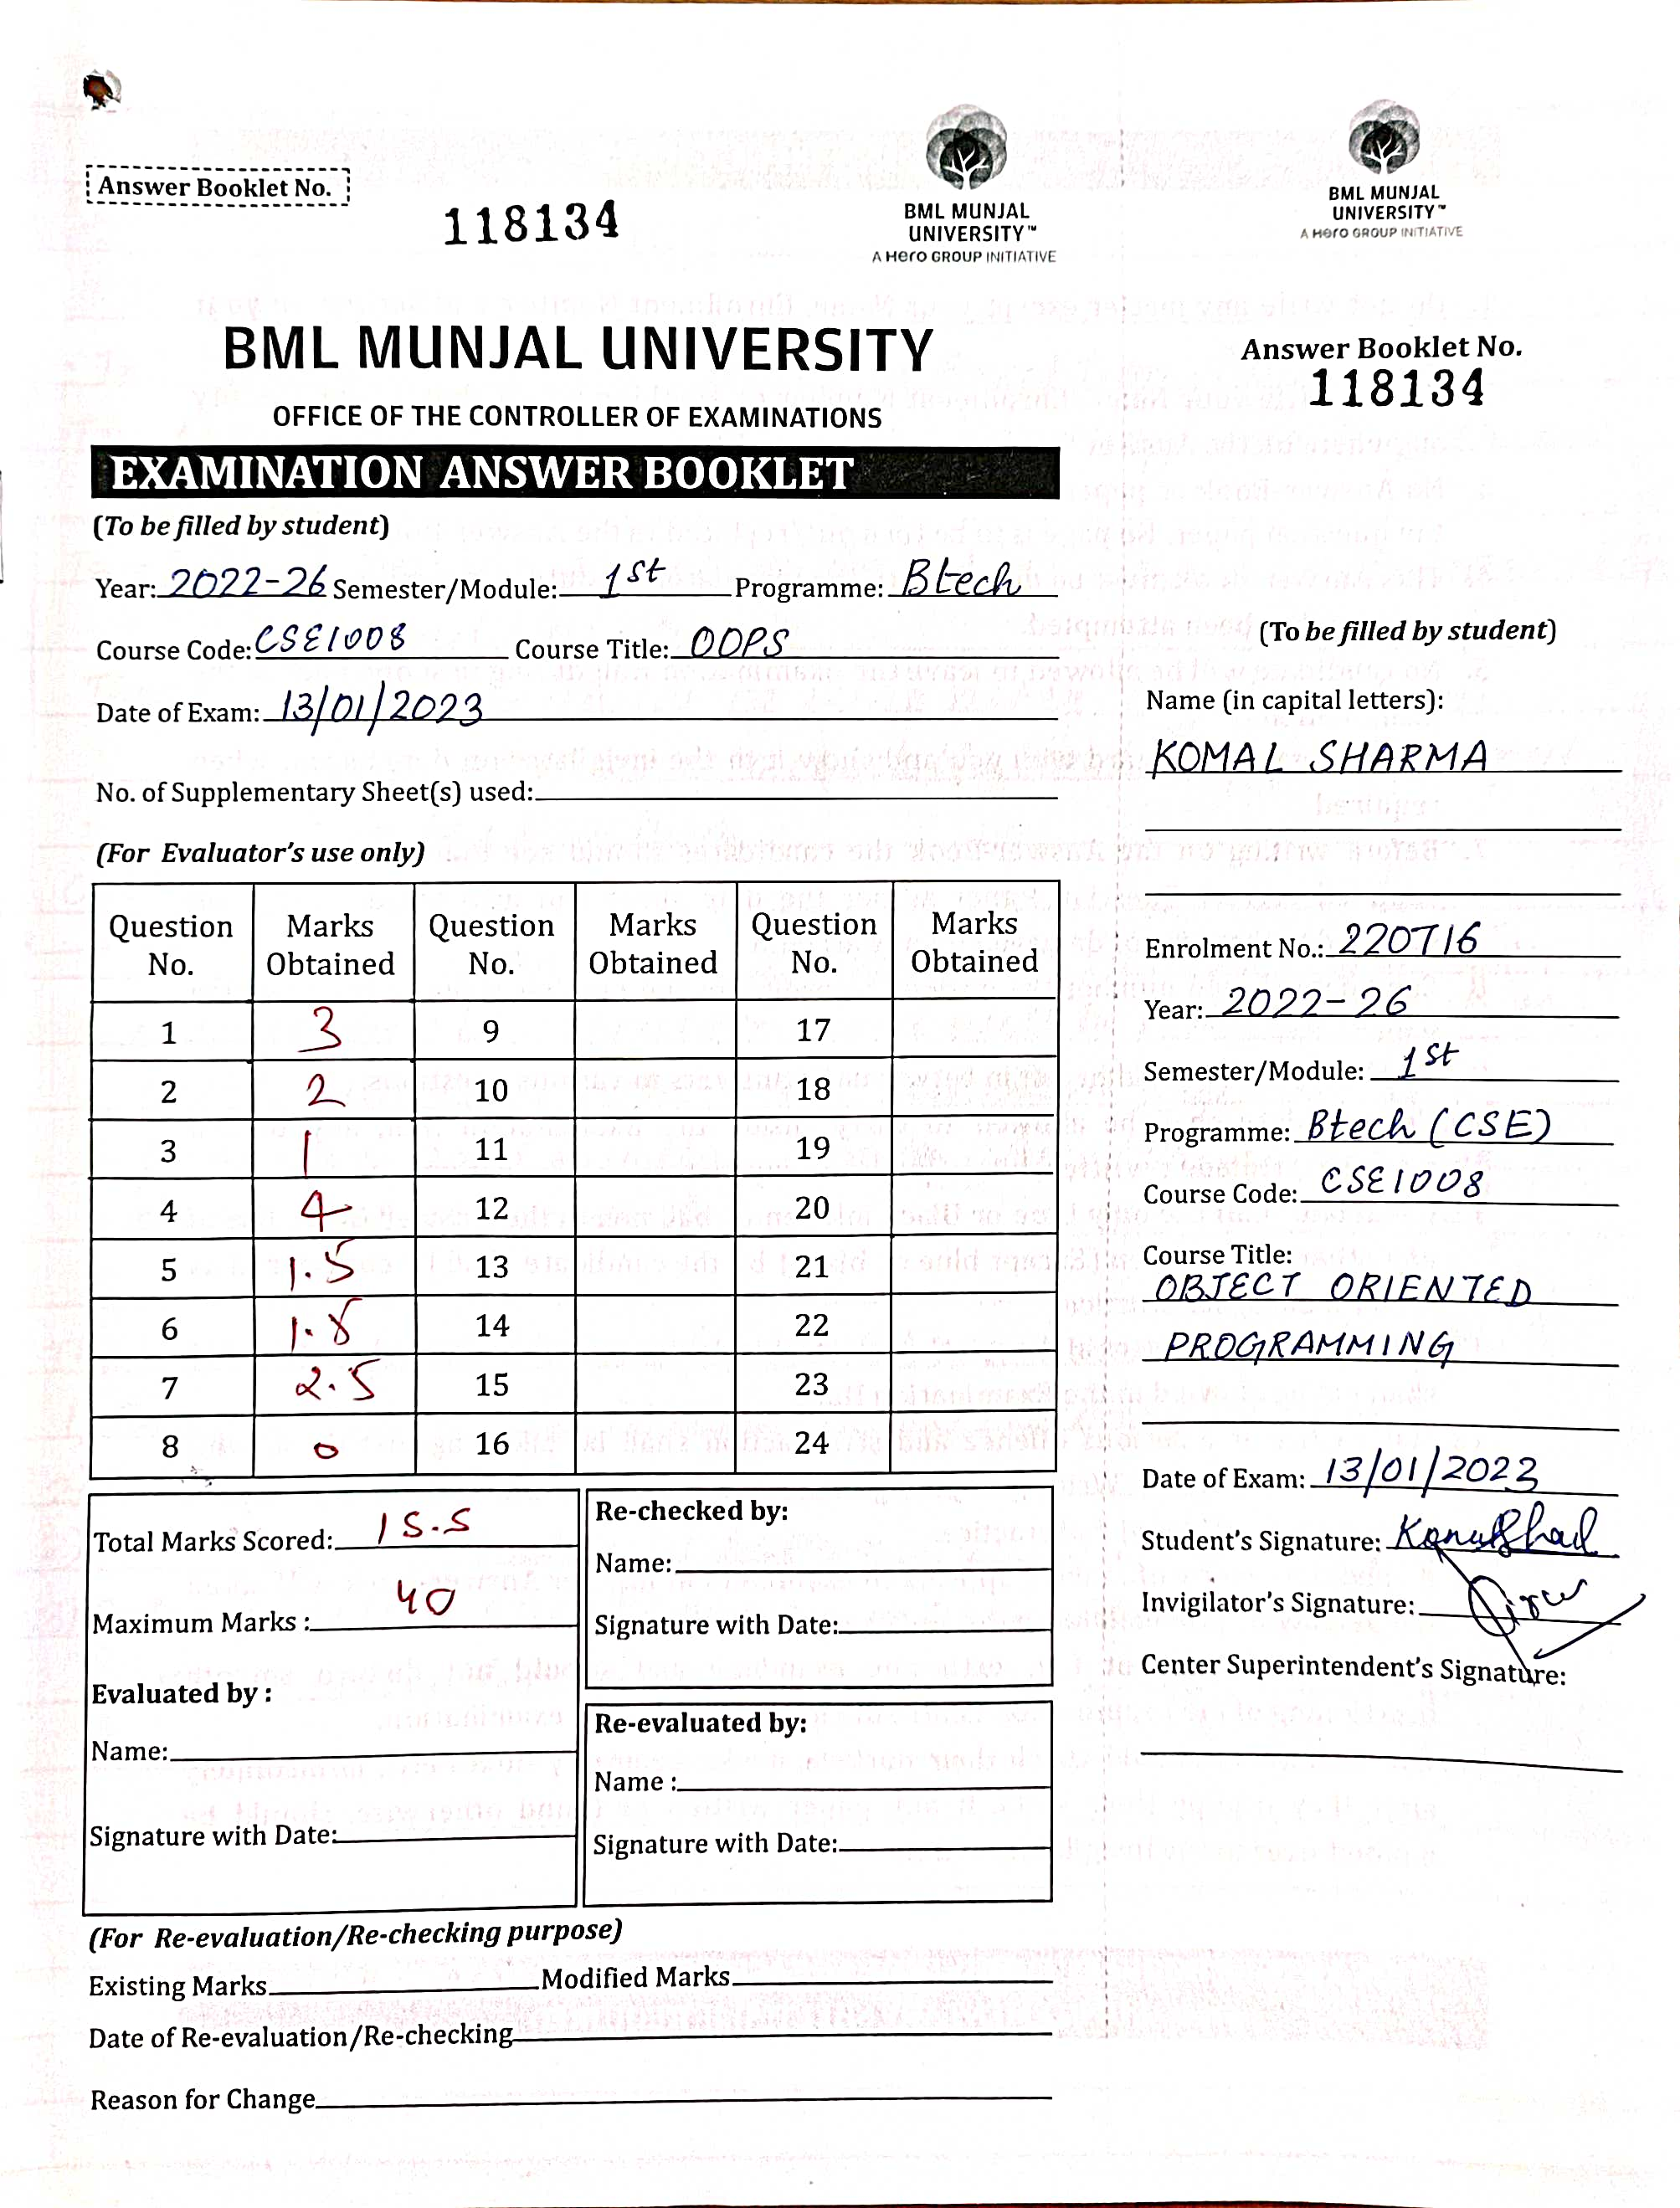 Answer Booklet No.
118134
BML MUNJAL
UNIVERSITY™
A Hero GROUP INITIATIVE
BML MUNJAL UNIVERSITY
OFFICE OF THE CONTROLLER OF EXAMINATIONS
EXAMINATION ANSWER BOOKLET
(To be filled by student)
Year: 2022-26 Semester/Module: 1st Programme: Btech
Course Code: CSE1008 Course Title: OOPS
Date of Exam: 13/01/2023
No. of Supplementary Sheet(s) used:
(For Evaluator's use only)
Question No. Marks Obtained Question No. Marks Obtained Question No. Marks Obtained
1 3 9 17
2 2 10 18
3 1 11 19
4 4 12 20
5 1.5 13 21
6 1.5 14 22
7 2.5 15 23
8 0 16 24
Total Marks Scored: 15.5
Maximum Marks : 40
Evaluated by :
Name:
Signature with Date:
Re-checked by:
Name:
Signature with Date:
Re-evaluated by:
Name :
Signature with Date:
(For Re-evaluation/Re-checking purpose)
Existing Marks Modified Marks
Date of Re-evaluation/Re-checking
Reason for Change
BML MUNJAL
UNIVERSITY™
A Hero GROUP INITIATIVE
Answer Booklet No.
118134
(To be filled by student)
Name (in capital letters):
KOMAL SHARMA
Enrolment No.: 220716
Year: 2022-26
Semester/Module: 1st
Programme: Btech (CSE)
Course Code: CSE1008
Course Title:
OBJECT ORIENTED
PROGRAMMING
Date of Exam: 13/01/2023
Student's Signature:
Invigilator's Signature:
Center Superintendent's Signature: